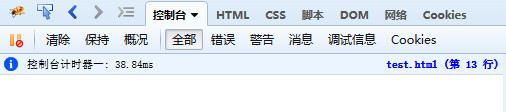 控制台 HTML CSS 脚本 DOM 网络 Cookies
清除 保持 概况 全部 错误 警告 消息 调试信息 Cookies
控制台计时器一: 38.84ms test.html (第 13 行)